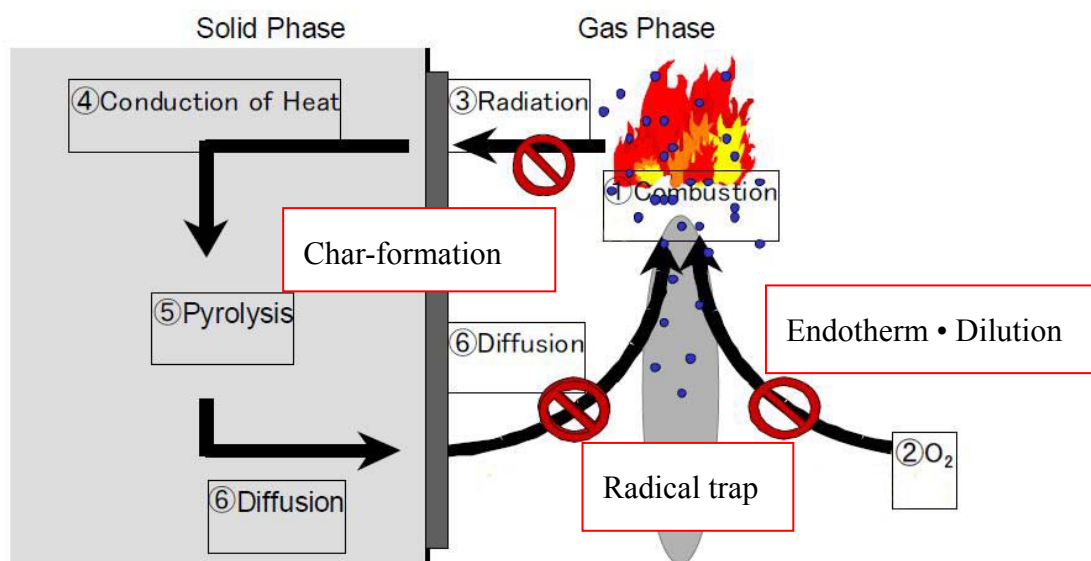 Solid Phase
Gas Phase
④Conduction of Heat
③Radiation
①Combustion
Char-formation
⑤Pyrolysis
⑥Diffusion
Endotherm • Dilution
②O₂
Radical trap
⑥Diffusion